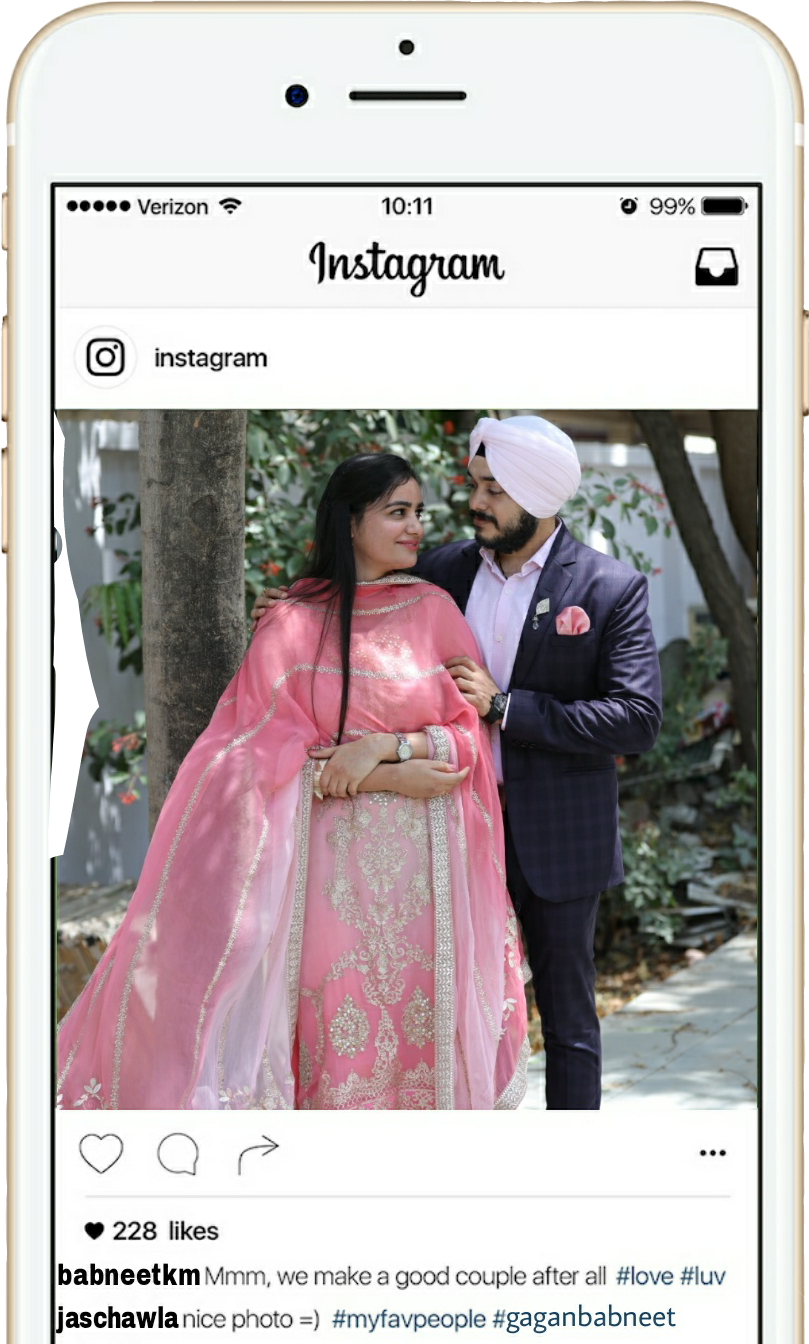 Verizon 10:11 99%
Instagram
instagram
228 likes
babneetkm Mmm, we make a good couple after all #love #luv
jaschawla nice photo =) #myfavpeople #gaganbabneet